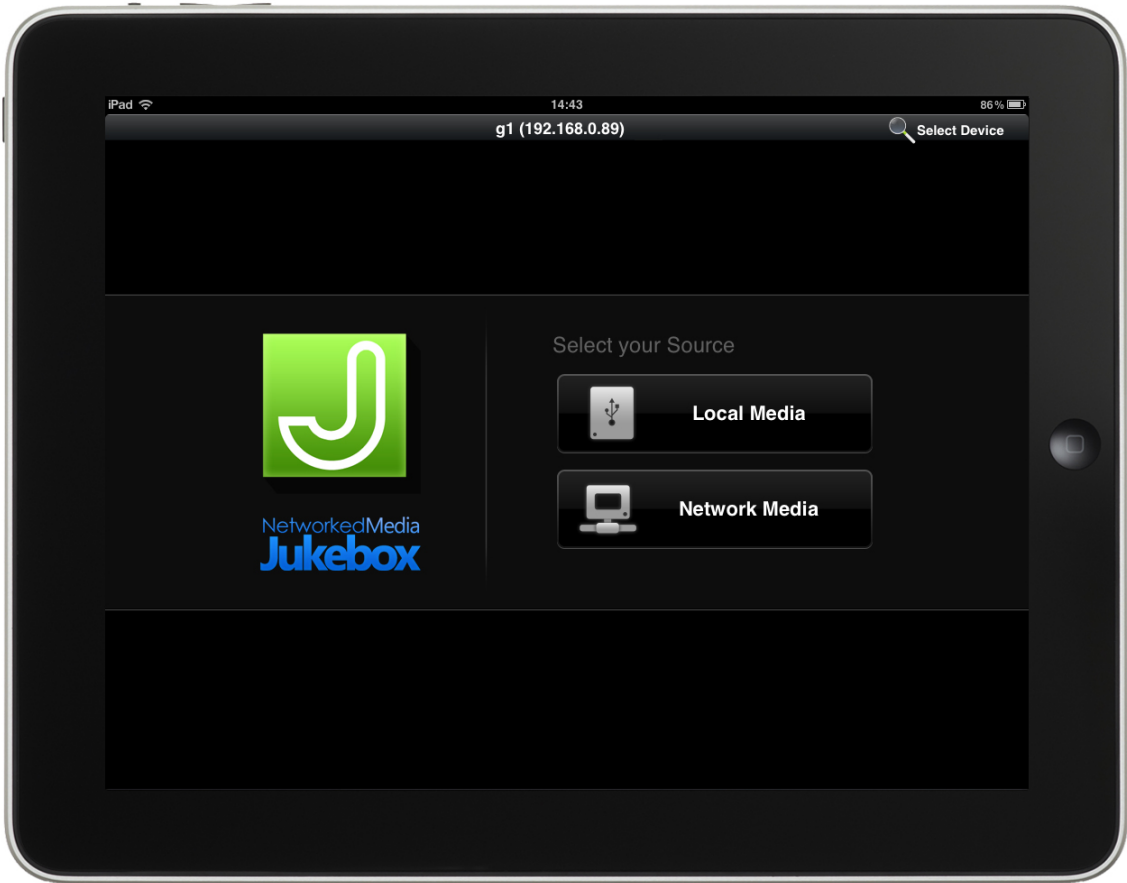 iPad 14:43 86%
g1 (192.168.0.89) Select Device
Select your Source
Local Media
Network Media
NetworkedMedia
Jukebox